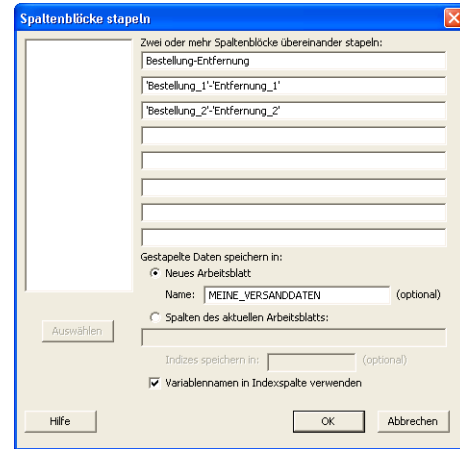 Spaltenblöcke stapeln
Zwei oder mehr Spaltenblöcke übereinander stapeln:
Bestellung-Entfernung
'Bestellung_1'-'Entfernung_1'
'Bestellung_2'-'Entfernung_2'
Gestapelte Daten speichern in:
Neues Arbeitsblatt
Name: MEINE_VERSANDDATEN (optional)
Auswählen
Spalten des aktuellen Arbeitsblatts:
Indizes speichern in: (optional)
Variablennamen in Indexspalte verwenden
Hilfe OK Abbrechen